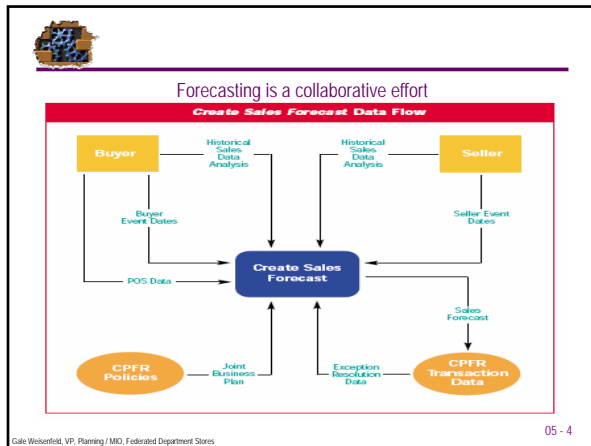 Forecasting is a collaborative effort
Create Sales Forecast Data Flow
Buyer
Historical
Sales
Data
Analysis
Historical
Sales
Data
Analysis
Seller
Buyer
Event Dates
Seller Event
Dates
POS Data
Create Sales
Forecast
Sales
Forecast
CPFR
Policies
Joint
Business
Plan
Exception
Resolution
Data
CPFR
Transaction
Data
Gale Weisenfeld, VP, Planning / MIO, Federated Department Stores
05 - 4